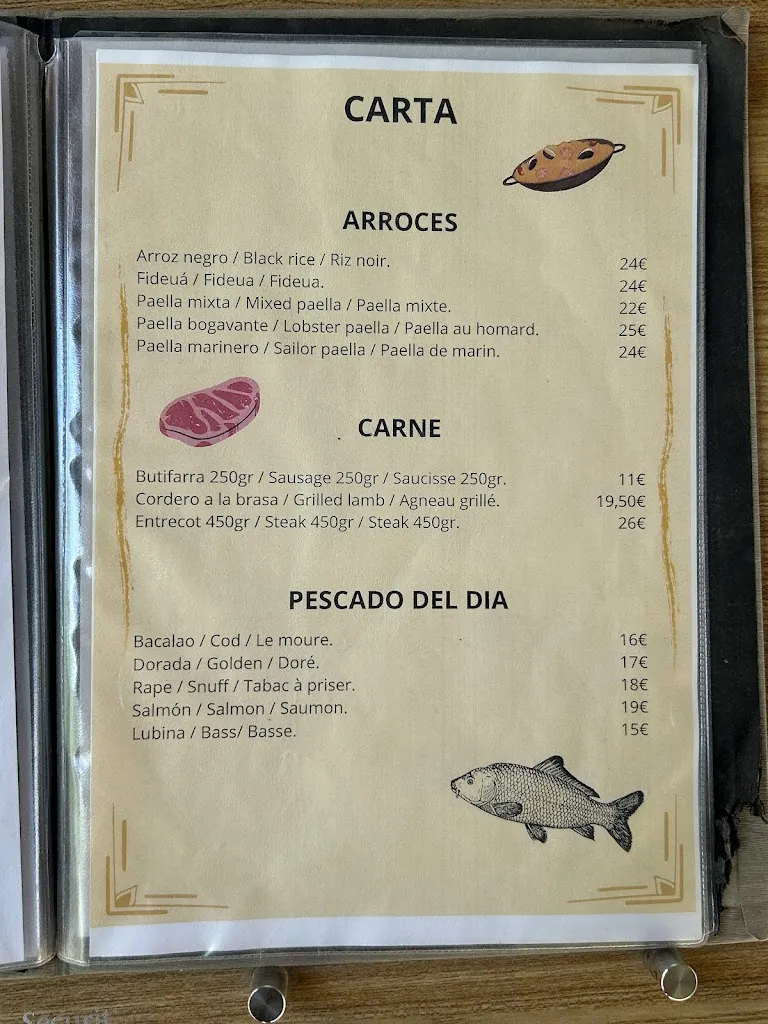 CARTA
ARROCES
Arroz negro / Black rice / Riz noir. 24€
Fideuá / Fideua / Fideua. 24€
Paella mixta / Mixed paella / Paella mixte. 22€
Paella bogavante / Lobster paella / Paella au homard. 25€
Paella marinero / Sailor paella / Paella de marin. 24€
CARNE
Butifarra 250gr / Sausage 250gr / Saucisse 250gr. 11€
Cordero a la brasa / Grilled lamb / Agneau grillé. 19,50€
Entrecot 450gr / Steak 450gr / Steak 450gr. 26€
PESCADO DEL DIA
Bacalao / Cod / Le moure. 16€
Dorada / Golden / Doré. 17€
Rape / Snuff / Tabac à priser. 18€
Salmón / Salmon / Saumon. 19€
Lubina / Bass/ Basse. 15€
Securit